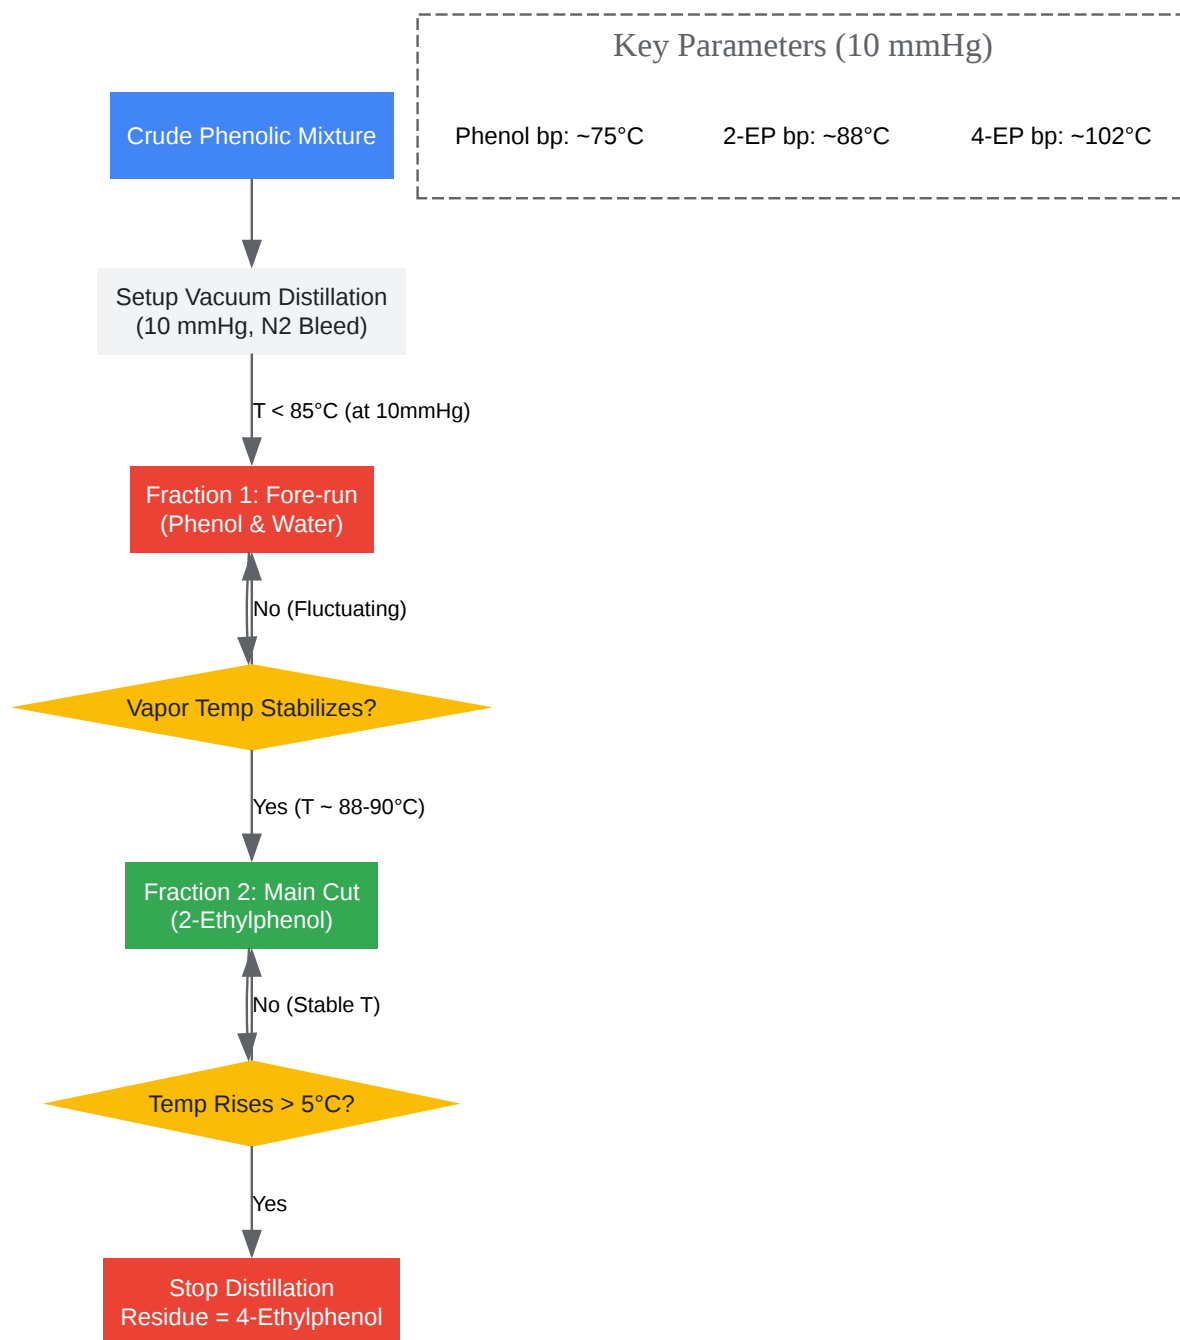 Key Parameters (10 mmHg)
Phenol bp: ~75°C
2-EP bp: ~88°C
4-EP bp: ~102°C
Crude Phenolic Mixture
Setup Vacuum Distillation
(10 mmHg, N2 Bleed)
T < 85°C (at 10mmHg)
Fraction 1: Fore-run
(Phenol & Water)
No (Fluctuating)
Vapor Temp Stabilizes?
Yes (T ~ 88-90°C)
Fraction 2: Main Cut
(2-Ethylphenol)
No (Stable T)
Temp Rises > 5°C?
Yes
Stop Distillation
Residue = 4-Ethylphenol